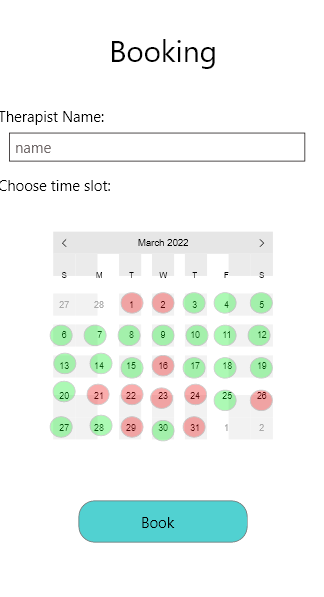 Booking
Therapist Name:
name
Choose time slot:
March 2022
S M T W T F S
27 28 1 2 3 4 5
6 7 8 9 10 11 12
13 14 15 16 17 18 19
20 21 22 23 24 25 26
27 28 29 30 31 1 2
Book